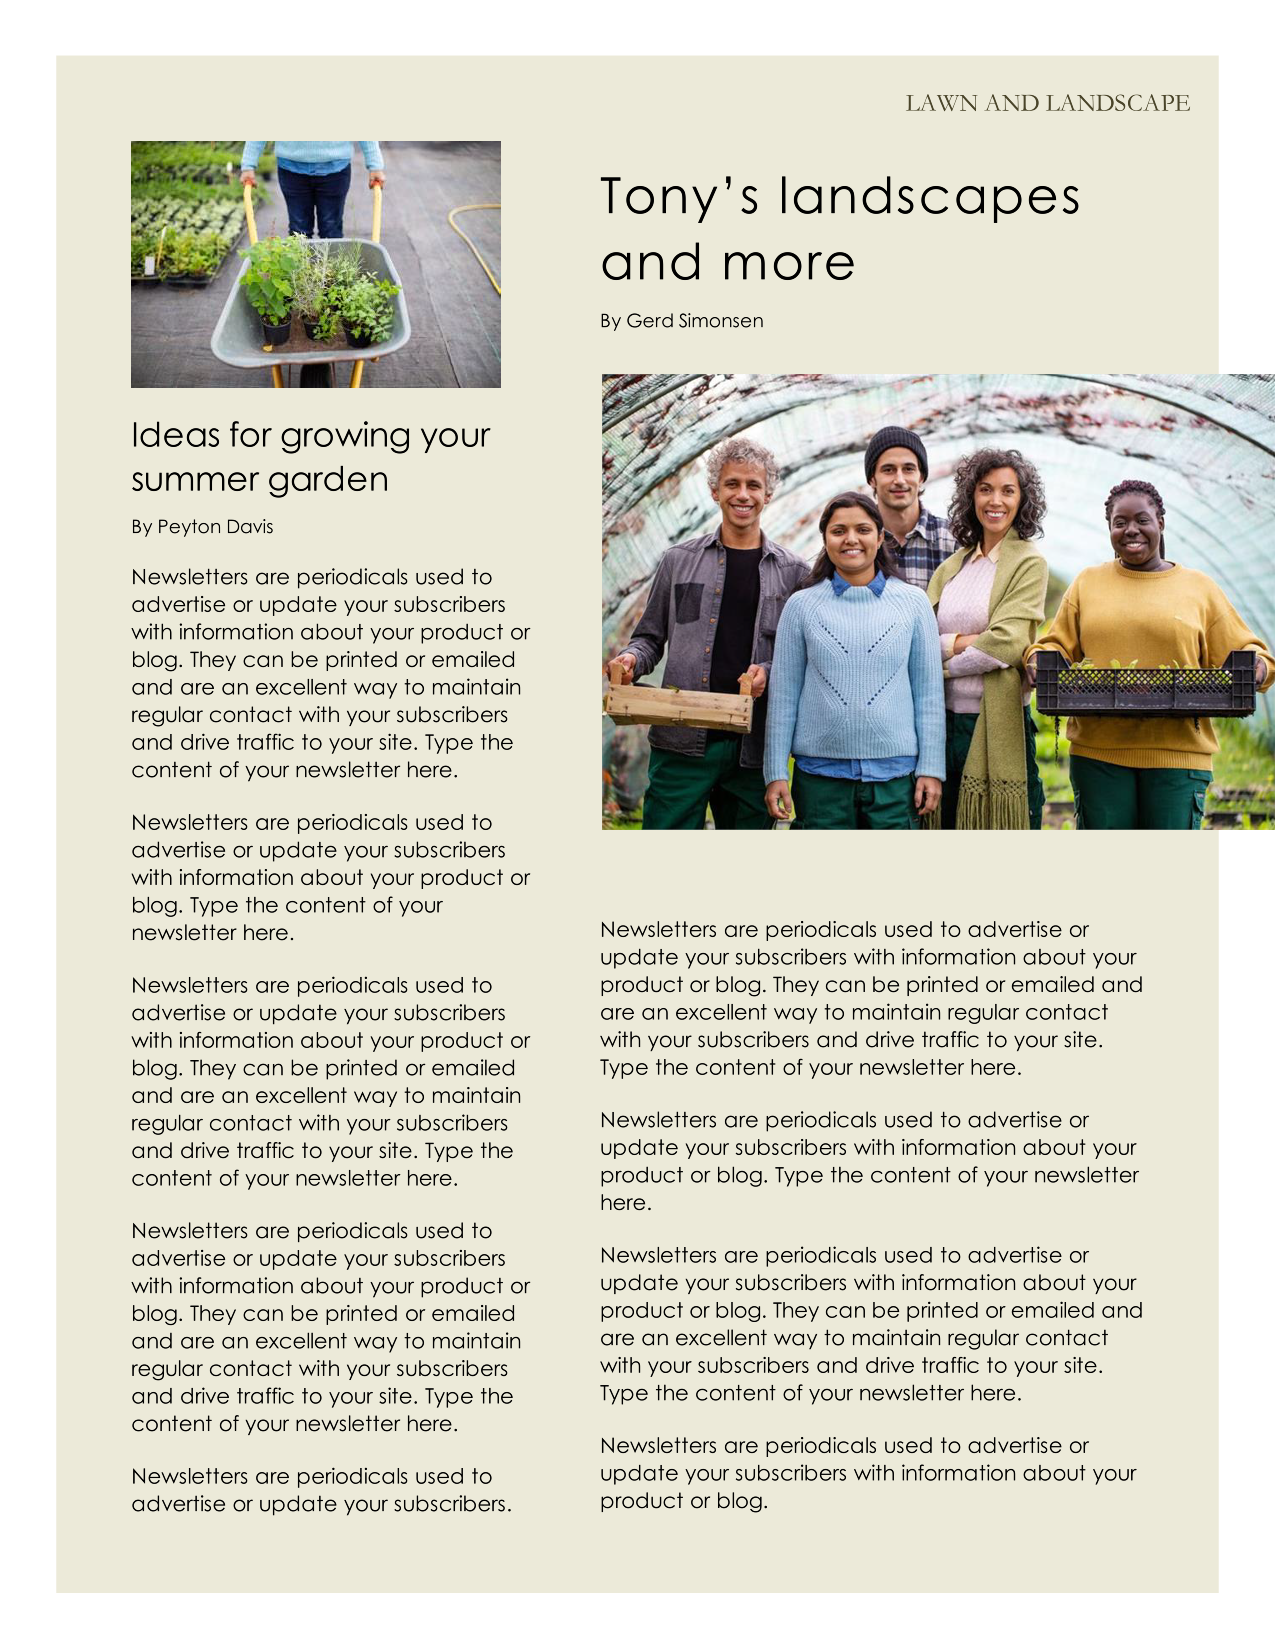 LAWN AND LANDSCAPE
Ideas for growing your
summer garden
By Peyton Davis
Newsletters are periodicals used to
advertise or update your subscribers
with information about your product or
blog. They can be printed or emailed
and are an excellent way to maintain
regular contact with your subscribers
and drive traffic to your site. Type the
content of your newsletter here.
Newsletters are periodicals used to
advertise or update your subscribers
with information about your product or
blog. Type the content of your
newsletter here.
Newsletters are periodicals used to
advertise or update your subscribers
with information about your product or
blog. They can be printed or emailed
and are an excellent way to maintain
regular contact with your subscribers
and drive traffic to your site. Type the
content of your newsletter here.
Newsletters are periodicals used to
advertise or update your subscribers
with information about your product or
blog. They can be printed or emailed
and are an excellent way to maintain
regular contact with your subscribers
and drive traffic to your site. Type the
content of your newsletter here.
Newsletters are periodicals used to
advertise or update your subscribers.
Tony’s landscapes
and more
By Gerd Simonsen
Newsletters are periodicals used to advertise or
update your subscribers with information about your
product or blog. They can be printed or emailed and
are an excellent way to maintain regular contact
with your subscribers and drive traffic to your site.
Type the content of your newsletter here.
Newsletters are periodicals used to advertise or
update your subscribers with information about your
product or blog. Type the content of your newsletter
here.
Newsletters are periodicals used to advertise or
update your subscribers with information about your
product or blog. They can be printed or emailed and
are an excellent way to maintain regular contact
with your subscribers and drive traffic to your site.
Type the content of your newsletter here.
Newsletters are periodicals used to advertise or
update your subscribers with information about your
product or blog.